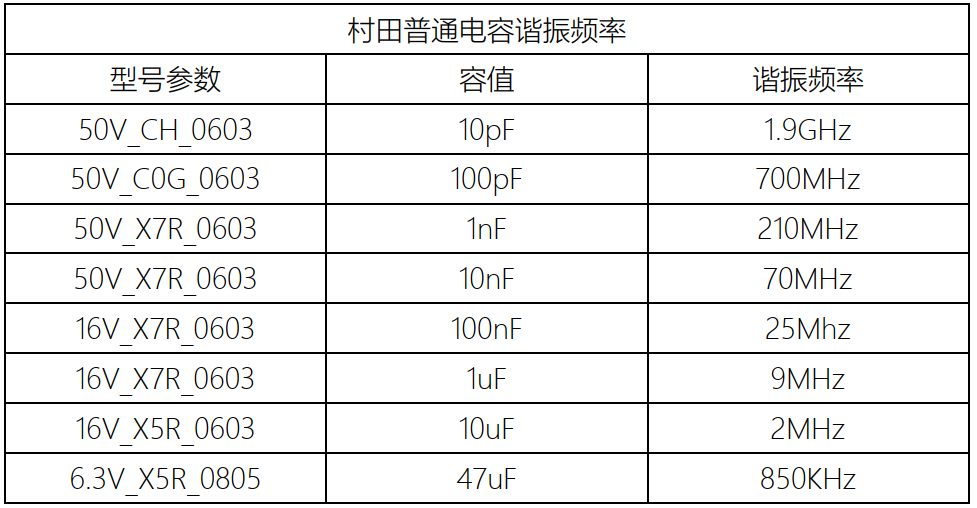 村田普通电容谐振频率
型号参数 容值 谐振频率
50V_CH_0603 10pF 1.9GHz
50V_C0G_0603 100pF 700MHz
50V_X7R_0603 1nF 210MHz
50V_X7R_0603 10nF 70MHz
16V_X7R_0603 100nF 25Mhz
16V_X7R_0603 1uF 9MHz
16V_X5R_0603 10uF 2MHz
6.3V_X5R_0805 47uF 850KHz